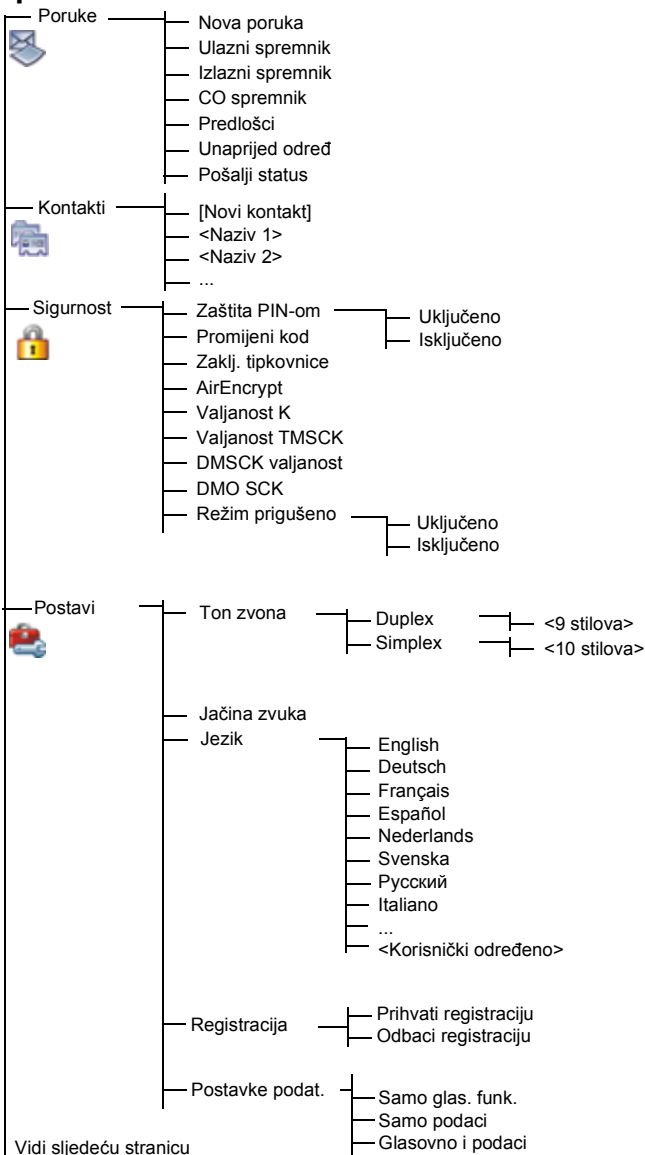 Poruke
Nova poruka
Ulazni spremnik
Izlazni spremnik
CO spremnik
Predlošci
Unaprijed određ
Pošalji status
Kontakti
[Novi kontakt]
<Naziv 1>
<Naziv 2>
...
Sigurnost
Zaštita PIN-om
Uključeno
Isključeno
Promijeni kod
Zaklj. tipkovnice
AirEncrypt
Valjanost K
Valjanost TMSCK
DMSCK valjanost
DMO SCK
Režim prigušeno
Uključeno
Isključeno
Postavi
Ton zvona
Duplex
<9 stilova>
Simplex
<10 stilova>
Jačina zvuka
Jezik
English
Deutsch
Français
Español
Nederlands
Svenska
Русский
Italiano
...
<Korisnički određeno>
Registracija
Prihvati registraciju
Odbaci registraciju
Postavke podat.
Samo glas. funk.
Samo podaci
Glasovno i podaci
Vidi sljedeću stranicu